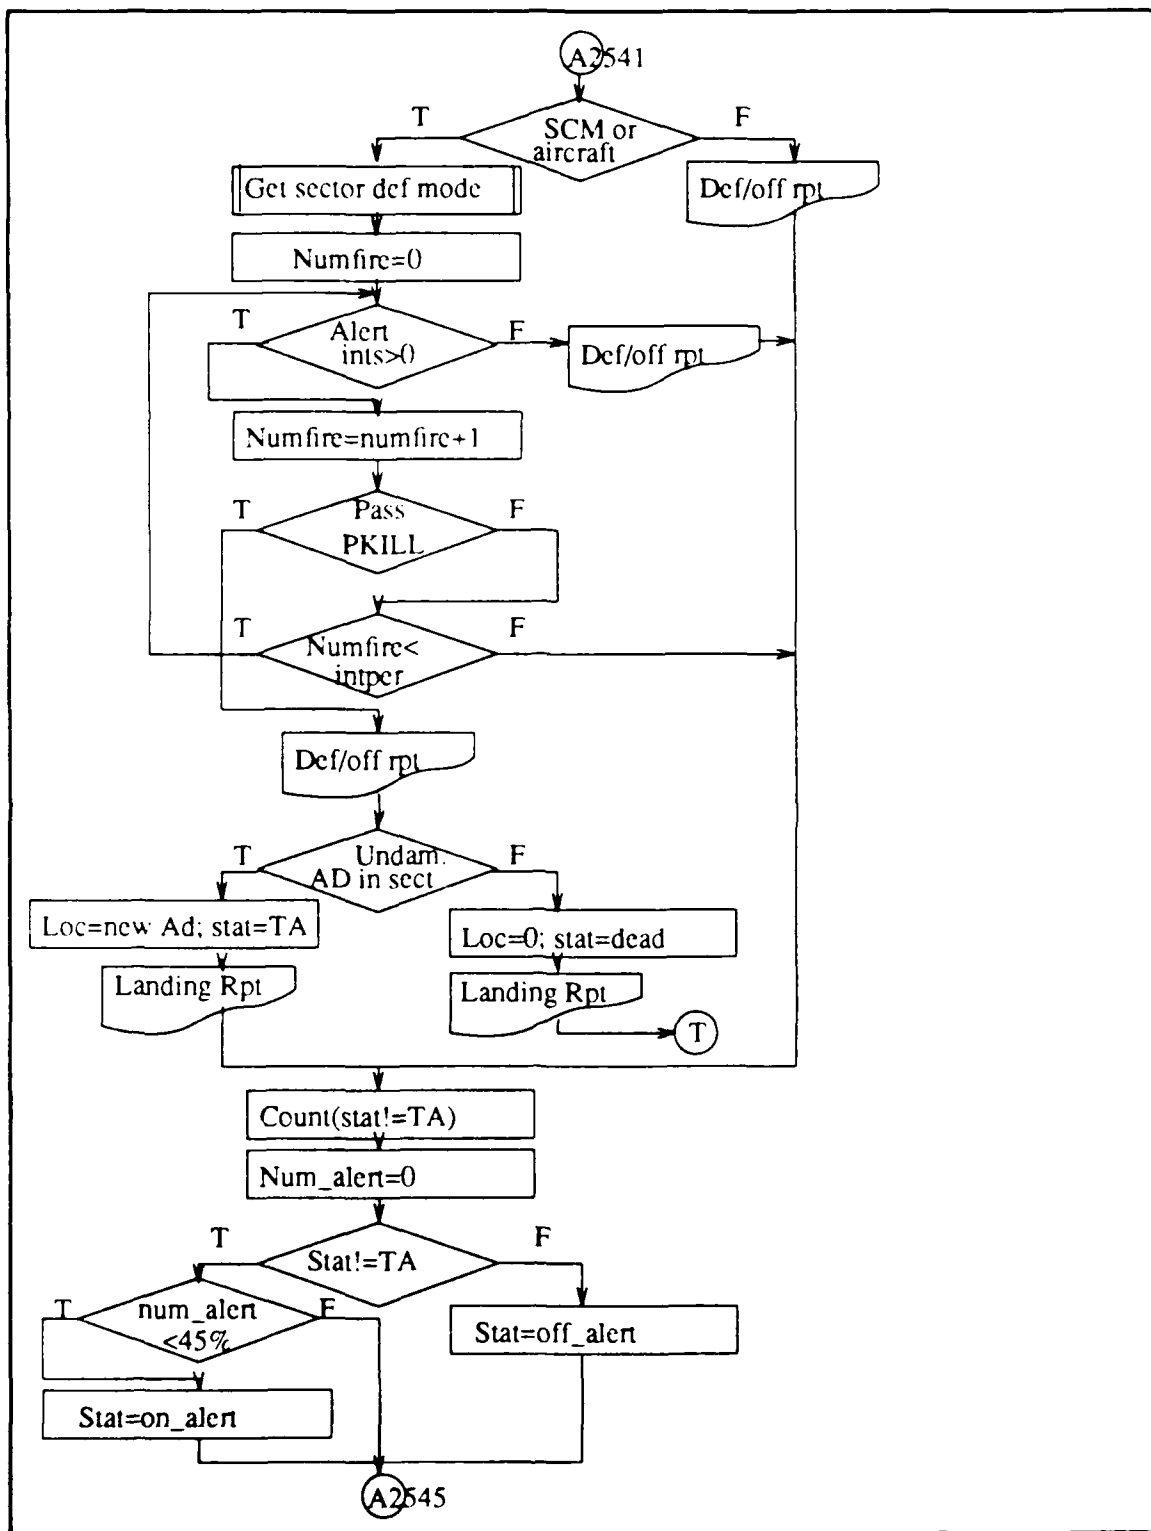 A2541
T
F
SCM or
aircraft
Get sector def mode
Def/off rpt
Numfire=0
T
F
Alert
ints>0
Def/off rpt
Numfire=numfire+1
T
F
Pass
PKILL
T
F
Numfire<
intper
Def/off rpt
T
F
Undam.
AD in sect
Loc=new Ad; stat=TA
Loc=0; stat=dead
Landing Rpt
Landing Rpt
T
Count(stat!=TA)
Num_alert=0
T
F
Stat!=TA
T
F
num_alert
<45%
Stat=off_alert
Stat=on_alert
A2545